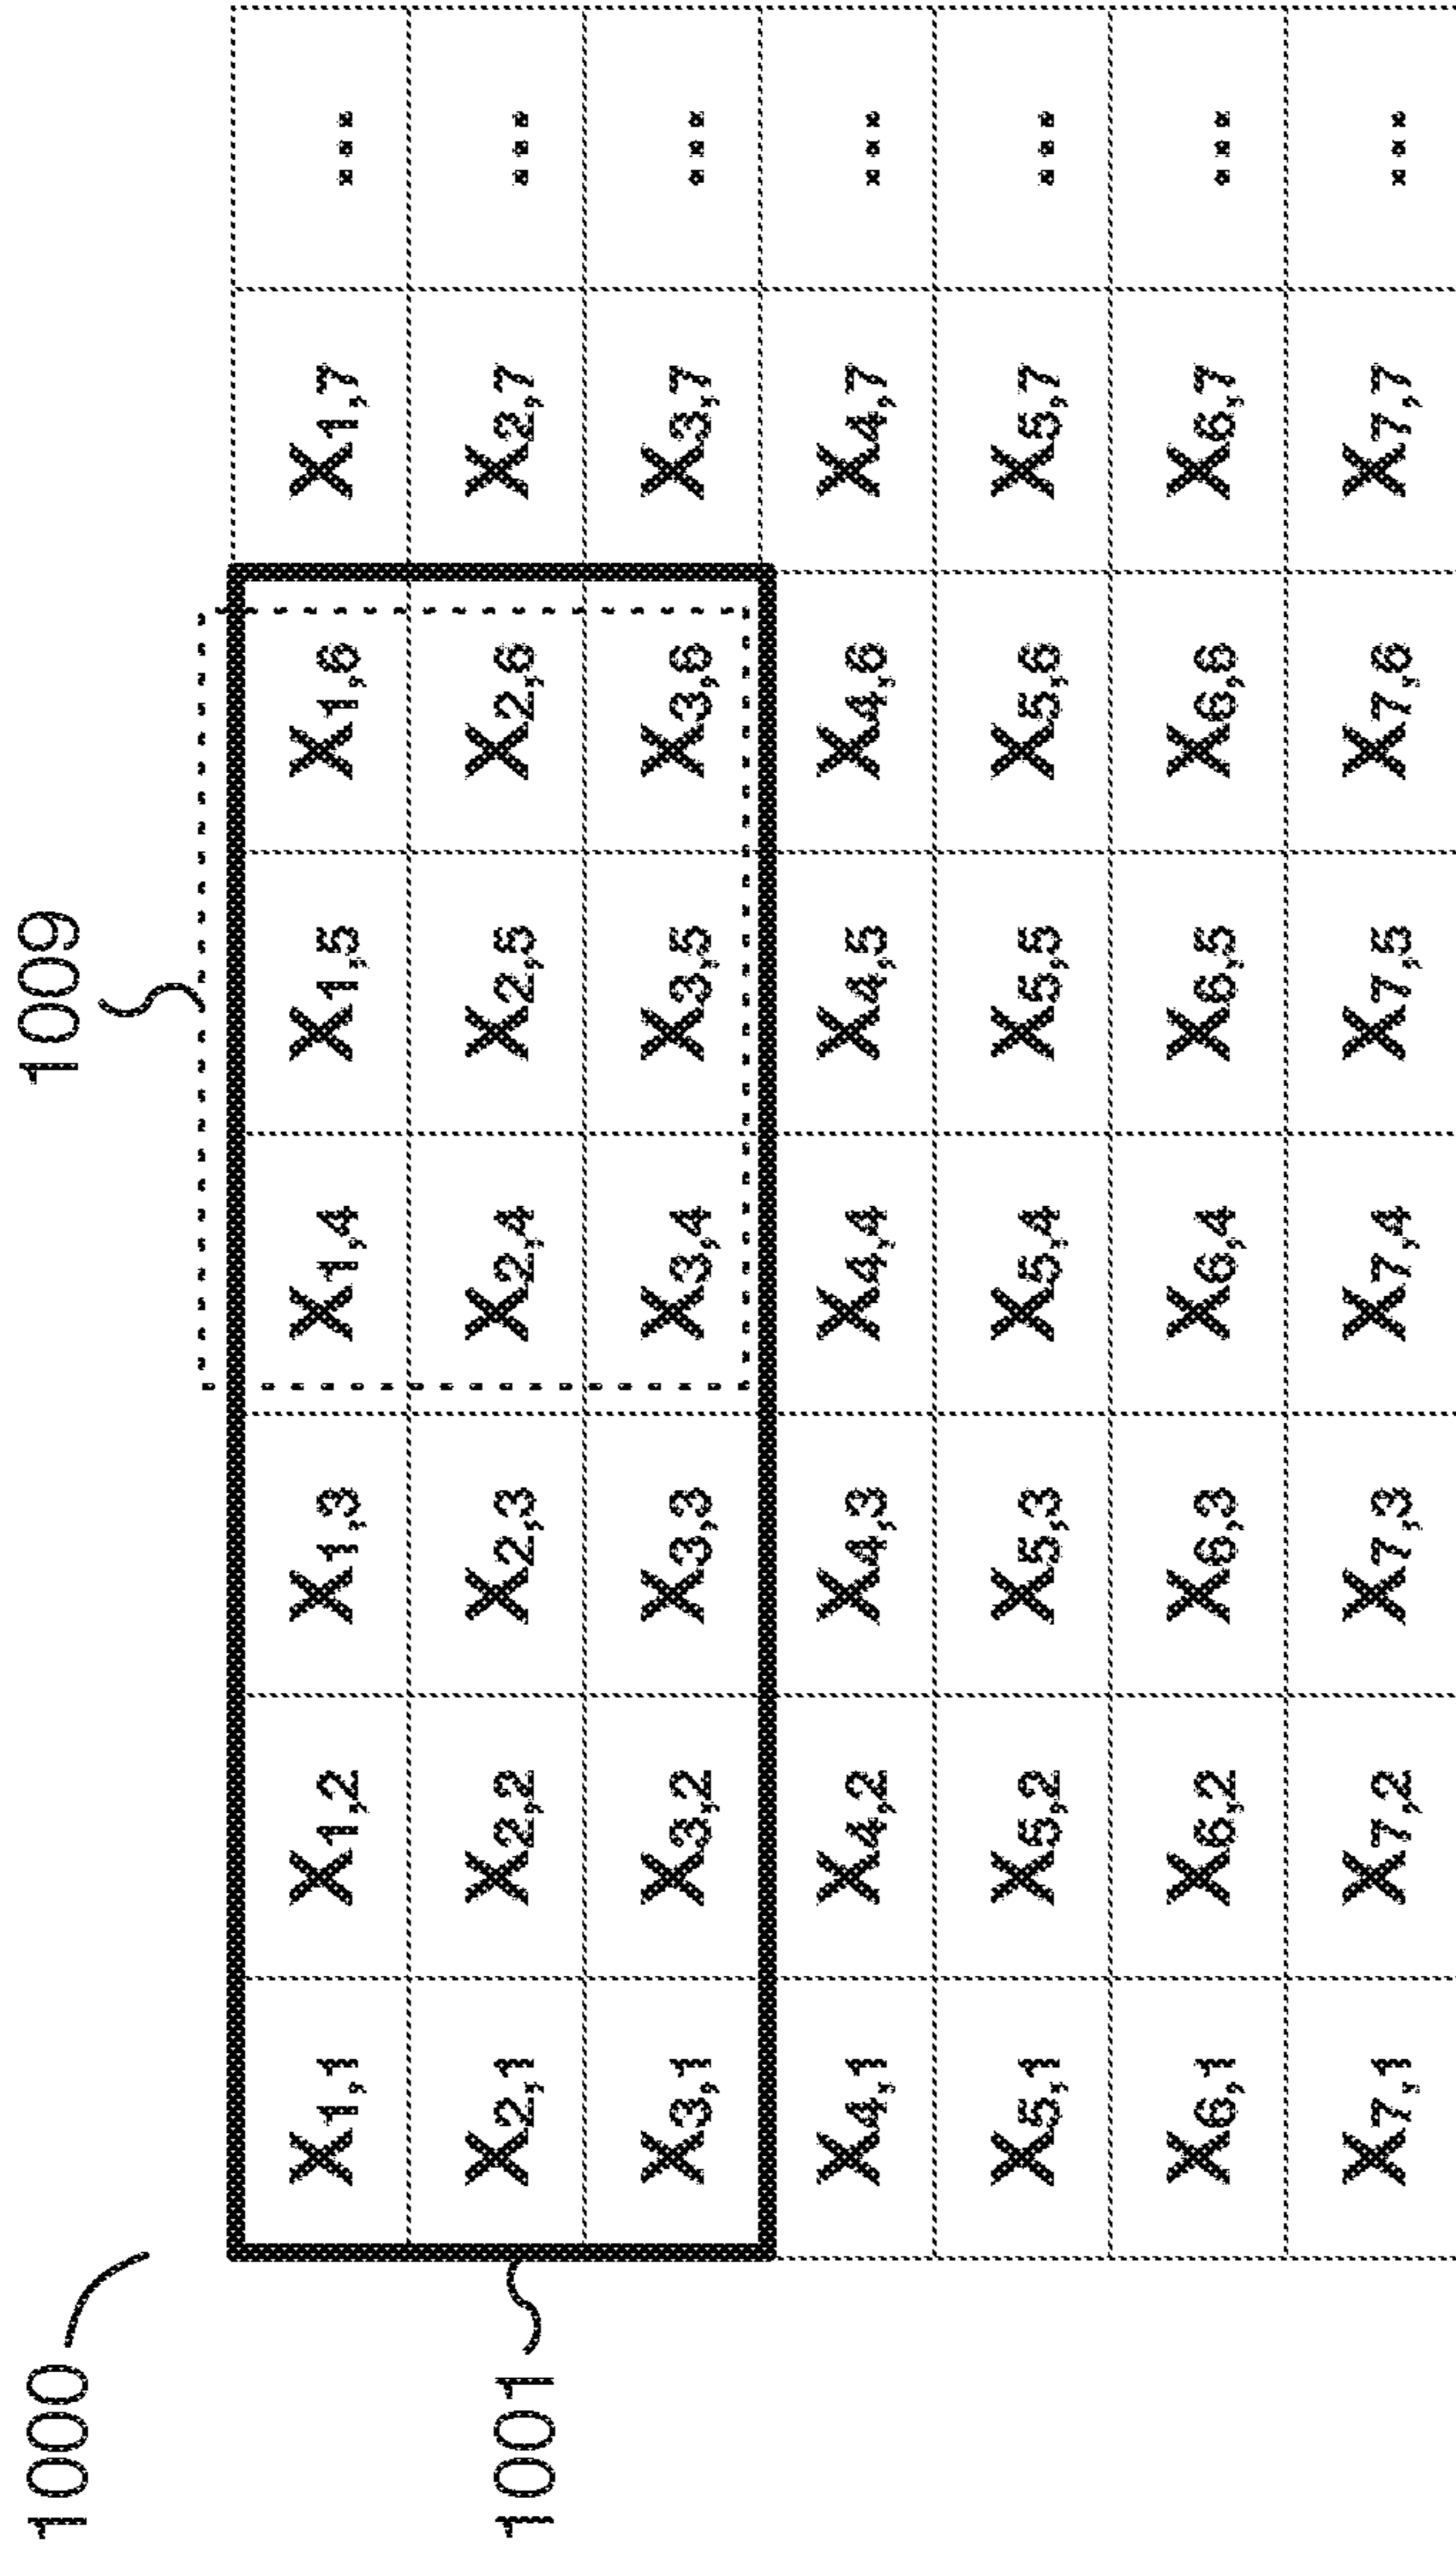 1000
1009
1001
X1,1 X1,2 X1,3 X1,4 X1,5 X1,6 X1,7 ...
X2,1 X2,2 X2,3 X2,4 X2,5 X2,6 X2,7 ...
X3,1 X3,2 X3,3 X3,4 X3,5 X3,6 X3,7 ...
X4,1 X4,2 X4,3 X4,4 X4,5 X4,6 X4,7 ...
X5,1 X5,2 X5,3 X5,4 X5,5 X5,6 X5,7 ...
X6,1 X6,2 X6,3 X6,4 X6,5 X6,6 X6,7 ...
X7,1 X7,2 X7,3 X7,4 X7,5 X7,6 X7,7 ...